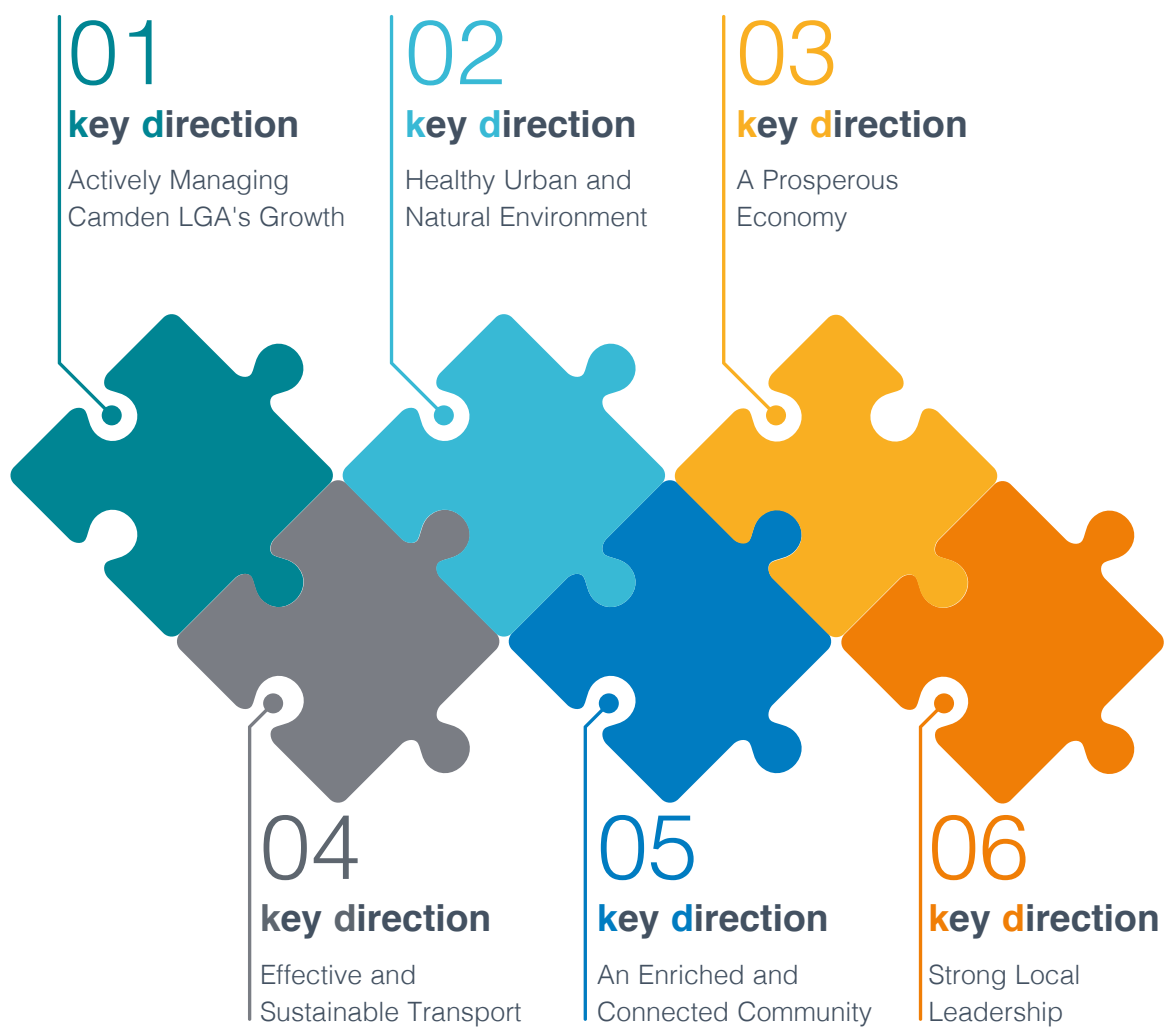 01
key direction
Actively Managing
Camden LGA's Growth
02
key direction
Healthy Urban and
Natural Environment
03
key direction
A Prosperous
Economy
04
key direction
Effective and
Sustainable Transport
05
key direction
An Enriched and
Connected Community
06
key direction
Strong Local
Leadership